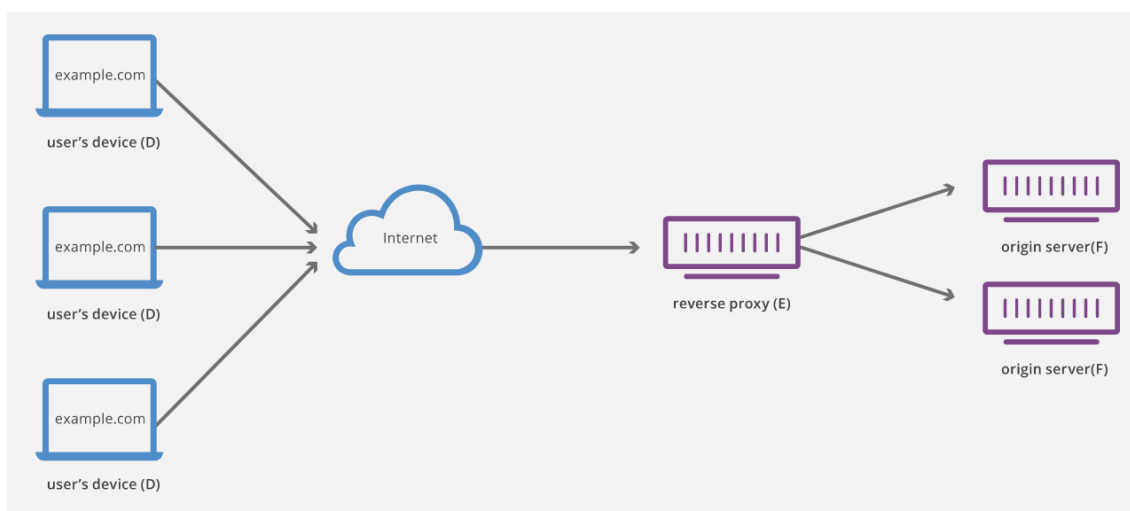 example.com
user's device (D)
example.com
user's device (D)
example.com
user's device (D)
Internet
reverse proxy (E)
origin server(F)
origin server(F)